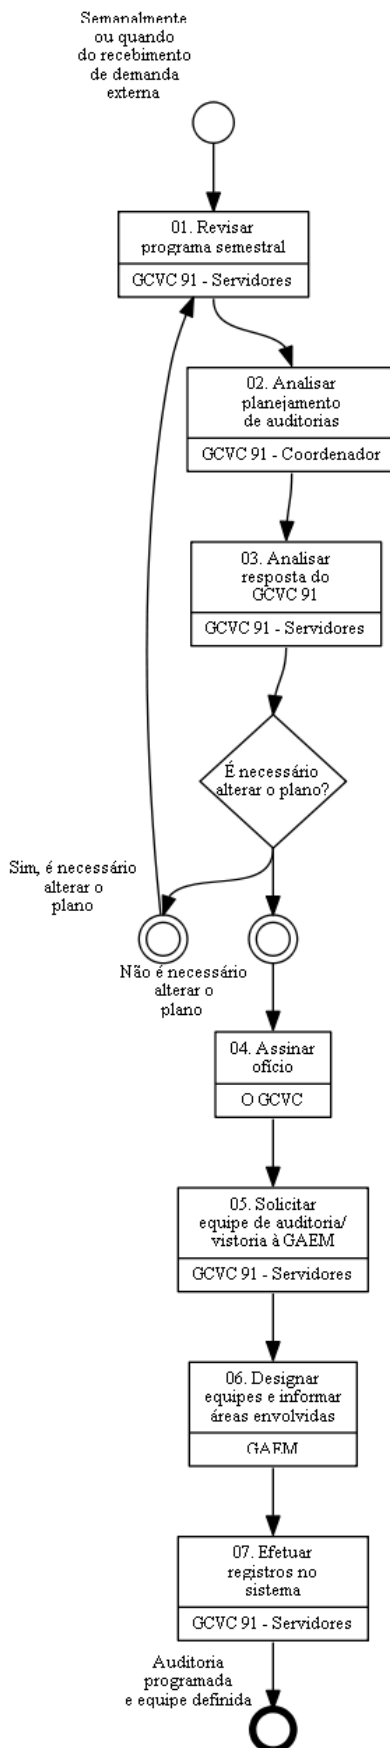 Semanalmente
ou quando
do recebimento
de demanda
externa
01. Revisar
programa semestral
GCVC 91 - Servidores
02. Analisar
planejamento
de auditorias
GCVC 91 - Coordenador
03. Analisar
resposta do
GCVC 91
GCVC 91 - Servidores
É necessário
alterar o plano?
Sim, é necessário
alterar o
plano
Não é necessário
alterar o
plano
04. Assinar
ofício
O GCVC
05. Solicitar
equipe de auditoria/
vistoria à GAEM
GCVC 91 - Servidores
06. Designar
equipes e informar
áreas envolvidas
GAEM
07. Efetuar
registros no
sistema
GCVC 91 - Servidores
Auditoria
programada
e equipe definida